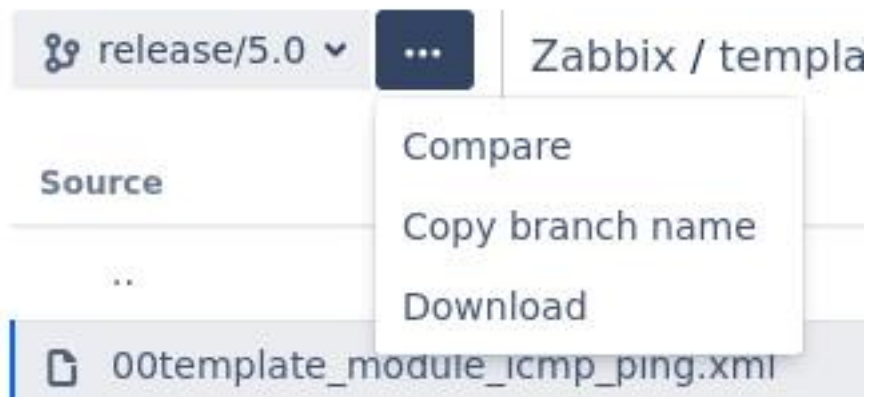 release/5.0 ... Zabbix / templa
Compare
Source
Copy branch name
..
Download
00template_module_icmp_ping.xml